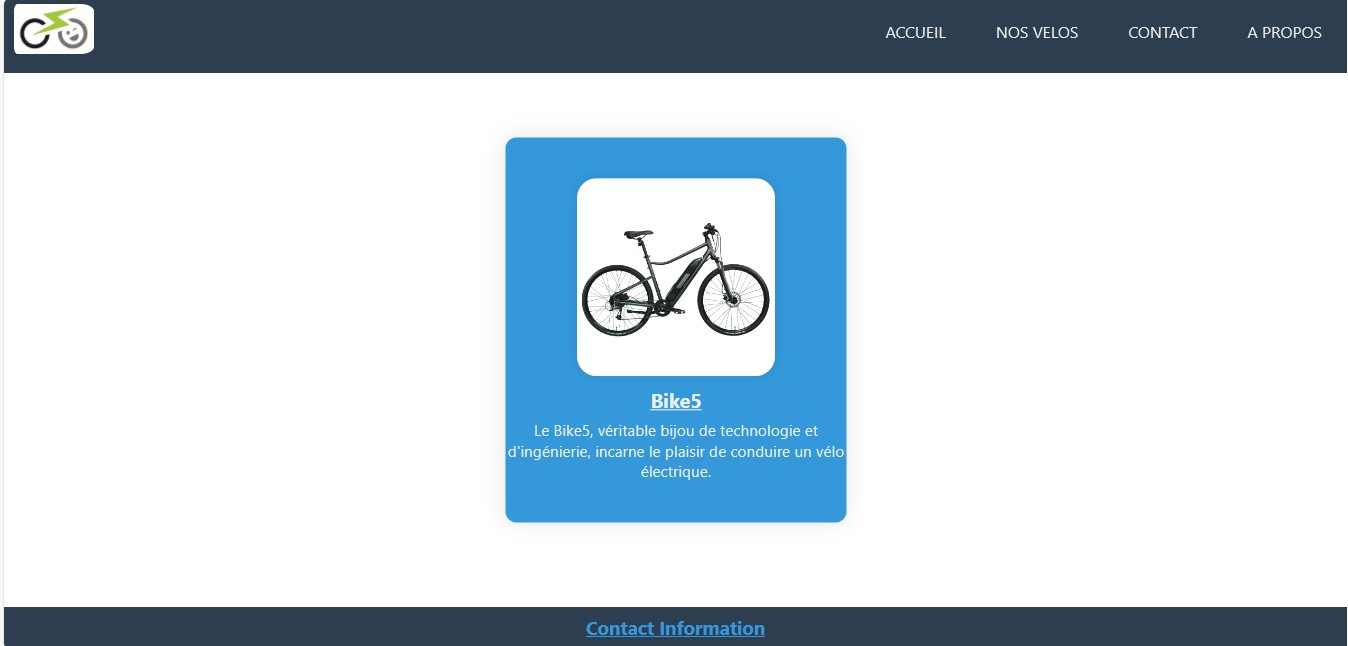 ACCUEIL NOS VELOS CONTACT A PROPOS
Bike5
Le Bike5, véritable bijou de technologie et
d'ingénierie, incarne le plaisir de conduire un vélo
électrique.
Contact Information